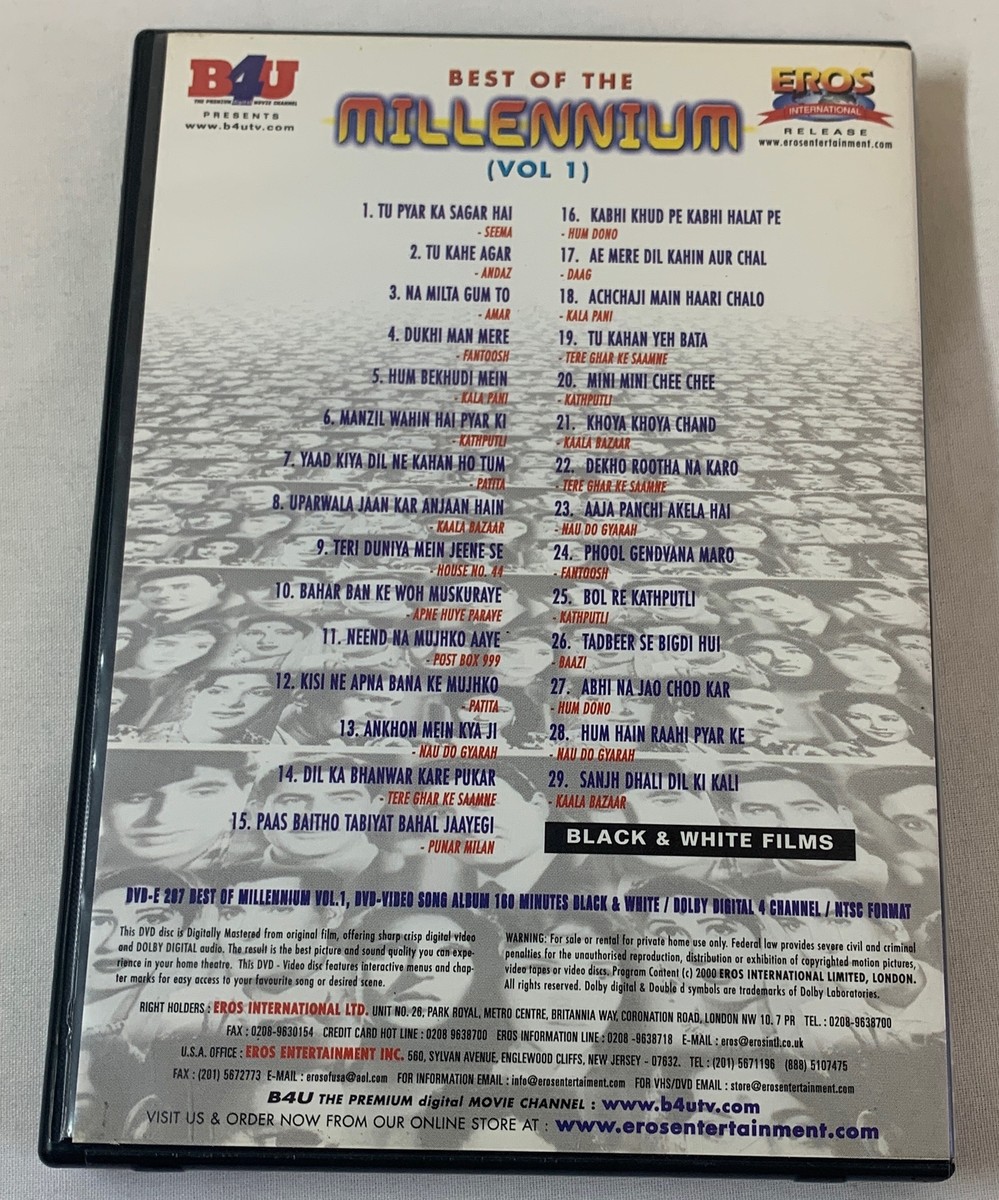 B4U
THE PREMIUM digital MOVIE CHANNEL
PRESENTS
www.b4utv.com
BEST OF THE
MILLENNIUM
(VOL 1)
EROS
INTERNATIONAL
RELEASE
www.erosentertainment.com
1. TU PYAR KA SAGAR HAI
- SEEMA
2. TU KAHE AGAR
- ANDAZ
3. NA MILTA GUM TO
- AMAR
4. DUKHI MAN MERE
- FANTOOSH
5. HUM BEKHUDI MEIN
- KALA PANI
6. MANZIL WAHIN HAI PYAR KI
- KATHPUTLI
7. YAAD KIYA DIL NE KAHAN HO TUM
- PATITA
8. UPARWALA JAAN KAR ANJAAN HAIN
- KAALA BAZAAR
9. TERI DUNIYA MEIN JEENE SE
- HOUSE NO. 44
10. BAHAR BAN KE WOH MUSKURAYE
- APNE HUYE PARAYE
11. NEEND NA MUJHKO AAYE
- POST BOX 999
12. KISI NE APNA BANA KE MUJHKO
- PATITA
13. ANKHON MEIN KYA JI
- NAU DO GYARAH
14. DIL KA BHANWAR KARE PUKAR
- TERE GHAR KE SAAMNE
15. PAAS BAITHO TABIYAT BAHAL JAAYEGI
- PUNAR MILAN
16. KABHI KHUD PE KABHI HALAT PE
- HUM DONO
17. AE MERE DIL KAHIN AUR CHAL
- DAAG
18. ACHCHAJI MAIN HAARI CHALO
- KALA PANI
19. TU KAHAN YEH BATA
- TERE GHAR KE SAAMNE
20. MINI MINI CHEE CHEE
- KATHPUTLI
21. KHOYA KHOYA CHAND
- KAALA BAZAAR
22. DEKHO ROOTHA NA KARO
- TERE GHAR KE SAAMNE
23. AAJA PANCHI AKELA HAI
- NAU DO GYARAH
24. PHOOL GENDVANA MARO
- FANTOOSH
25. BOL RE KATHPUTLI
- KATHPUTLI
26. TADBEER SE BIGDI HUI
- BAAZI
27. ABHI NA JAO CHOD KAR
- HUM DONO
28. HUM HAIN RAAHI PYAR KE
- NAU DO GYARAH
29. SANJH DHALI DIL KI KALI
- KAALA BAZAAR
BLACK & WHITE FILMS
DVD-E 287 BEST OF MILLENNIUM VOL.1, DVD-VIDEO SONG ALBUM 160 MINUTES BLACK & WHITE / DOLBY DIGITAL 4 CHANNEL / NTSC FORMAT
This DVD disc is Digitally Mastered from original film, offering sharp crisp digital video
and DOLBY DIGITAL audio. The result is the best picture and sound quality you can expe-
rience in your home theatre. This DVD - Video disc features interactive menus and chap-
ter marks for easy access to your favourite song or desired scene.
WARNING: For sale or rental for private home use only. Federal law provides severe civil and criminal
penalties for the unauthorised reproduction, distribution or exhibition of copyrighted motion pictures,
video tapes or video discs. Program Content (c) 2000 EROS INTERNATIONAL LIMITED, LONDON.
All rights reserved. Dolby digital & Double d symbols are trademarks of Dolby Laboratories.
RIGHT HOLDERS : EROS INTERNATIONAL LTD. UNIT NO. 26, PARK ROYAL, METRO CENTRE, BRITANNIA WAY, CORONATION ROAD, LONDON NW 10. 7 PR TEL. : 0208-9638700
FAX : 0208-9630154 CREDIT CARD HOT LINE : 0208 9638700 EROS INFORMATION LINE : 0208 - 9638718 E-MAIL : eros@erosintl.co.uk
U.S.A. OFFICE : EROS ENTERTAINMENT INC. 560, SYLVAN AVENUE, ENGLEWOOD CLIFFS, NEW JERSEY - 07632. TEL : (201) 5671196 (888) 5107475
FAX : (201) 5672773 E-MAIL : erosofusa@aol.com FOR INFORMATION EMAIL : info@erosentertaiment.com FOR VHS/DVD EMAIL : store@erosentertainment.com
B4U THE PREMIUM digital MOVIE CHANNEL : www.b4utv.com
VISIT US & ORDER NOW FROM OUR ONLINE STORE AT : www.erosentertainment.com